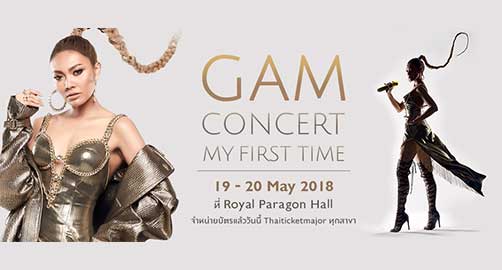 GAM
CONCERT
MY FIRST TIME
19 - 20 May 2018
ที่ Royal Paragon Hall
จำหน่ายบัตรแล้ววันนี้ Thaiticketmajor ทุกสาขา